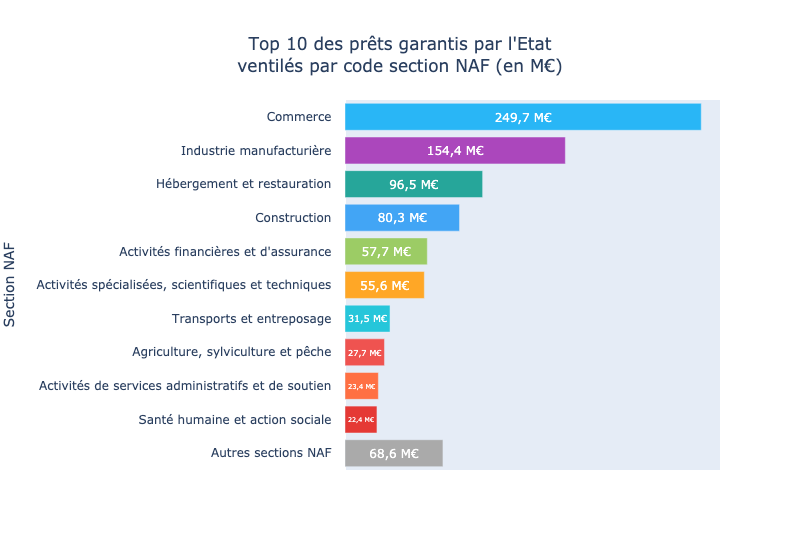 Top 10 des prêts garantis par l'Etat
ventilés par code section NAF (en M€)
Section NAF
Commerce 249,7 M€
Industrie manufacturière 154,4 M€
Hébergement et restauration 96,5 M€
Construction 80,3 M€
Activités financières et d'assurance 57,7 M€
Activités spécialisées, scientifiques et techniques 55,6 M€
Transports et entreposage 31,5 M€
Agriculture, sylviculture et pêche 27,7 M€
Activités de services administratifs et de soutien 23,4 M€
Santé humaine et action sociale 22,4 M€
Autres sections NAF 68,6 M€